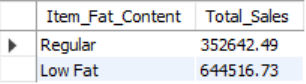 Item_Fat_Content Total_Sales
Regular 352642.49
Low Fat 644516.73